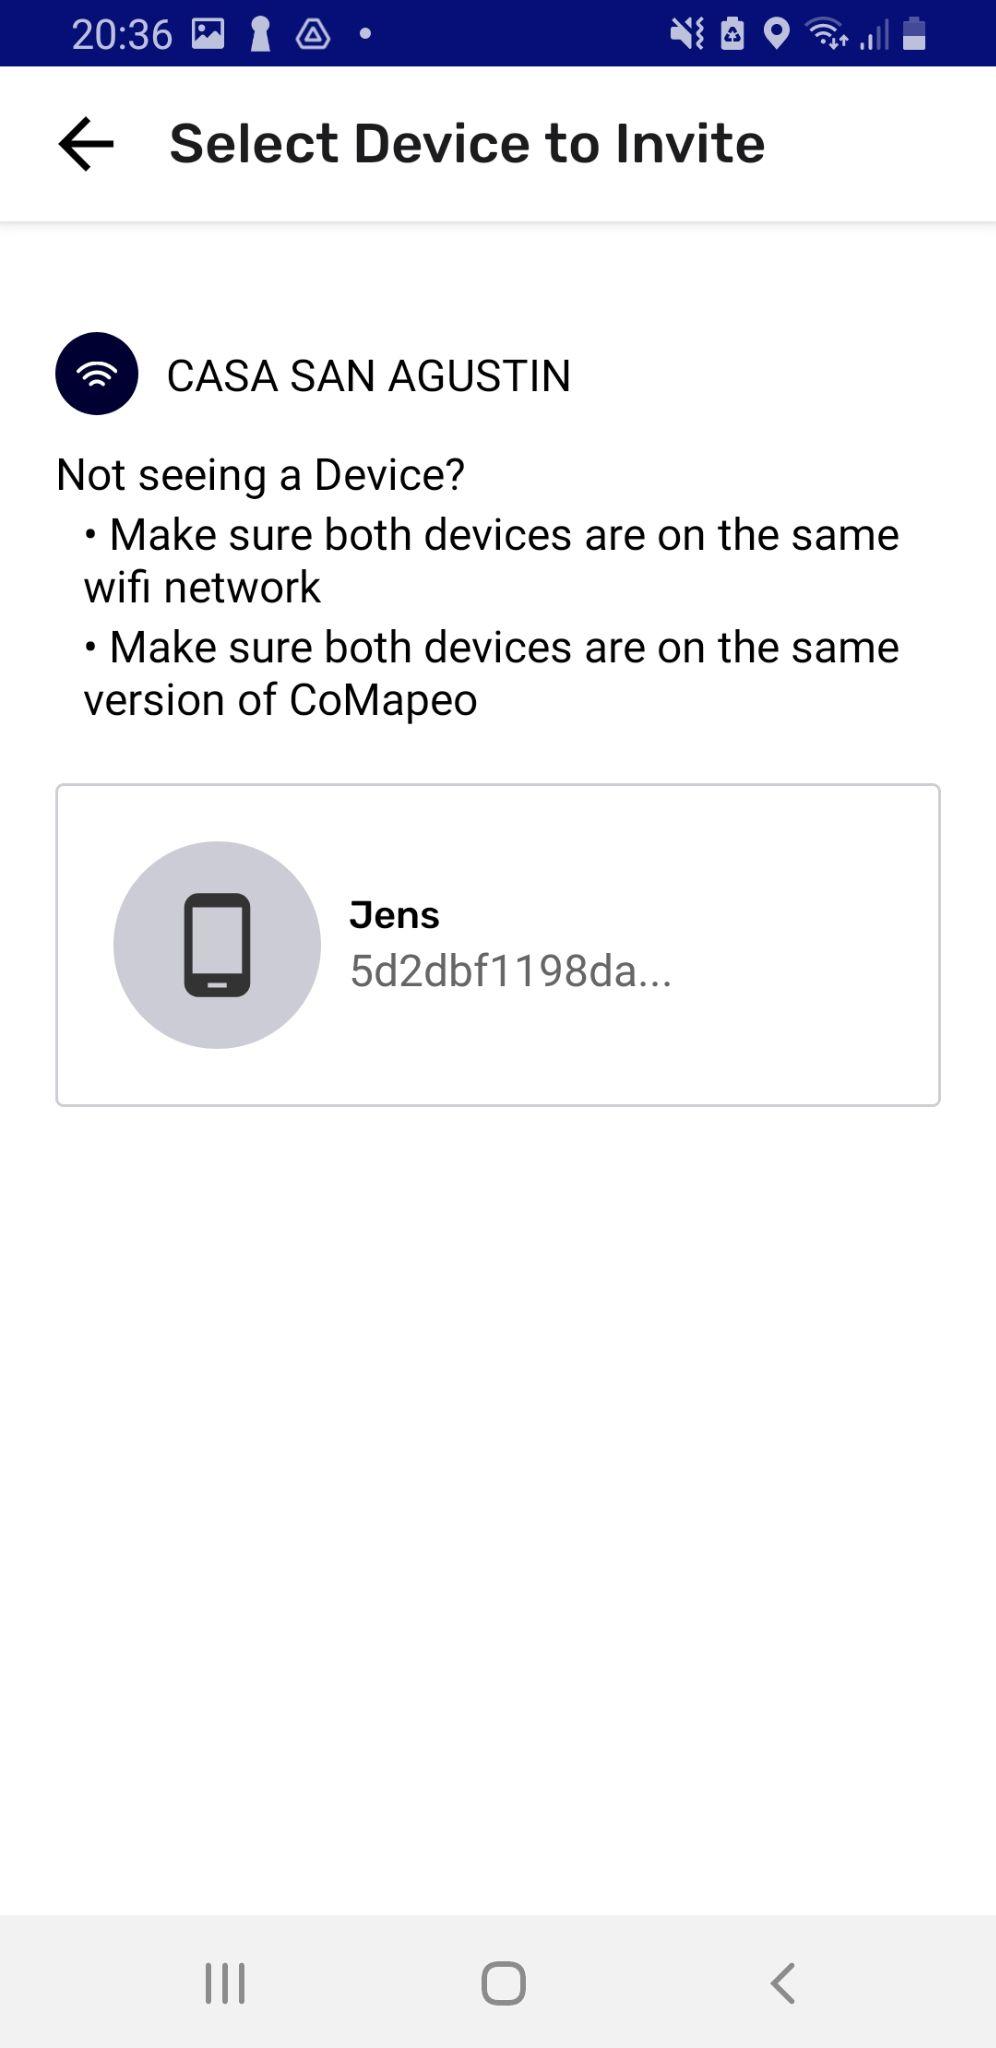 20:36
Select Device to Invite
CASA SAN AGUSTIN
Not seeing a Device?
• Make sure both devices are on the same
wifi network
• Make sure both devices are on the same
version of CoMapeo
Jens
5d2dbf1198da...